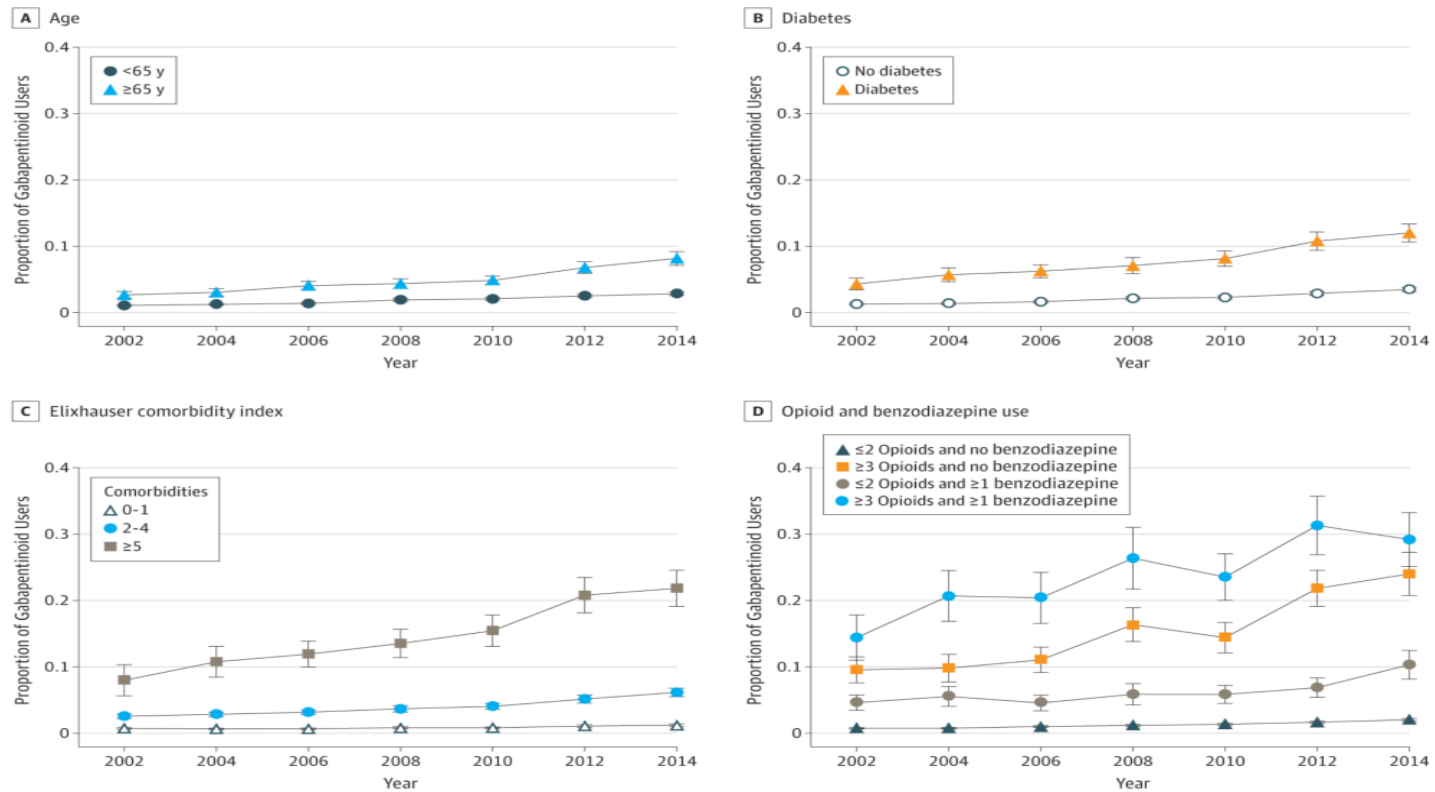 A Age
Proportion of Gabapentinoid Users
0.4
0.3
0.2
0.1
0
<65 y
≥65 y
2002 2004 2006 2008 2010 2012 2014
Year
B Diabetes
Proportion of Gabapentinoid Users
0.4
0.3
0.2
0.1
0
No diabetes
Diabetes
2002 2004 2006 2008 2010 2012 2014
Year
C Elixhauser comorbidity index
Proportion of Gabapentinoid Users
0.4
0.3
0.2
0.1
0
Comorbidities
0-1
2-4
≥5
2002 2004 2006 2008 2010 2012 2014
Year
D Opioid and benzodiazepine use
Proportion of Gabapentinoid Users
0.4
0.3
0.2
0.1
0
≤2 Opioids and no benzodiazepine
≥3 Opioids and no benzodiazepine
≤2 Opioids and ≥1 benzodiazepine
≥3 Opioids and ≥1 benzodiazepine
2002 2004 2006 2008 2010 2012 2014
Year